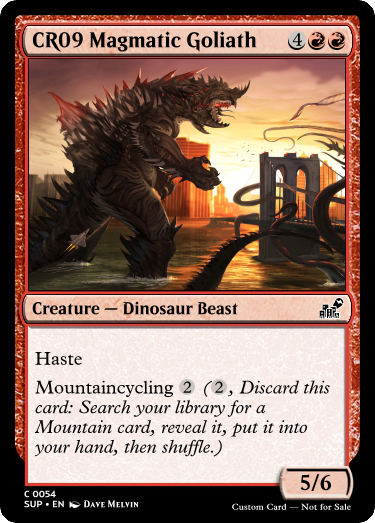 CR09 Magmatic Goliath 4
Creature — Dinosaur Beast
Haste
Mountaincycling 2 (2, Discard this
card: Search your library for a
Mountain card, reveal it, put it into
your hand, then shuffle.)
5/6
C 0054
SUP • EN Dave Melvin
Custom Card — Not for Sale